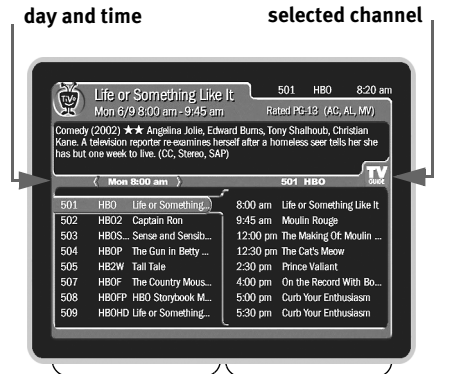 day and time
selected channel
TiVo
Life or Something Like It
501 HBO 8:20 am
Mon 6/9 8:00 am - 9:45 am
Rated PG-13 (AC, AL, MV)
Comedy (2002) ★★ Angelina Jolie, Edward Burns, Tony Shalhoub, Christian
Kane. A television reporter re-examines herself after a homeless seer tells her she
has but one week to live. (CC, Stereo, SAP)
TV
GUIDE
Mon 8:00 am
501 HBO
501 HBO Life or Something...
502 HBO2 Captain Ron
503 HBOS... Sense and Sensib...
504 HBOP The Gun in Betty ...
505 HB2W Tall Tale
507 HBOF The Country Mous...
508 HBOFP HBO Storybook M...
509 HBOHD Life or Something...
8:00 am Life or Something Like It
9:45 am Moulin Rouge
12:00 pm The Making Of: Moulin ...
12:30 pm The Cat's Meow
2:30 pm Prince Valiant
4:00 pm On the Record With Bo...
5:00 pm Curb Your Enthusiasm
5:30 pm Curb Your Enthusiasm